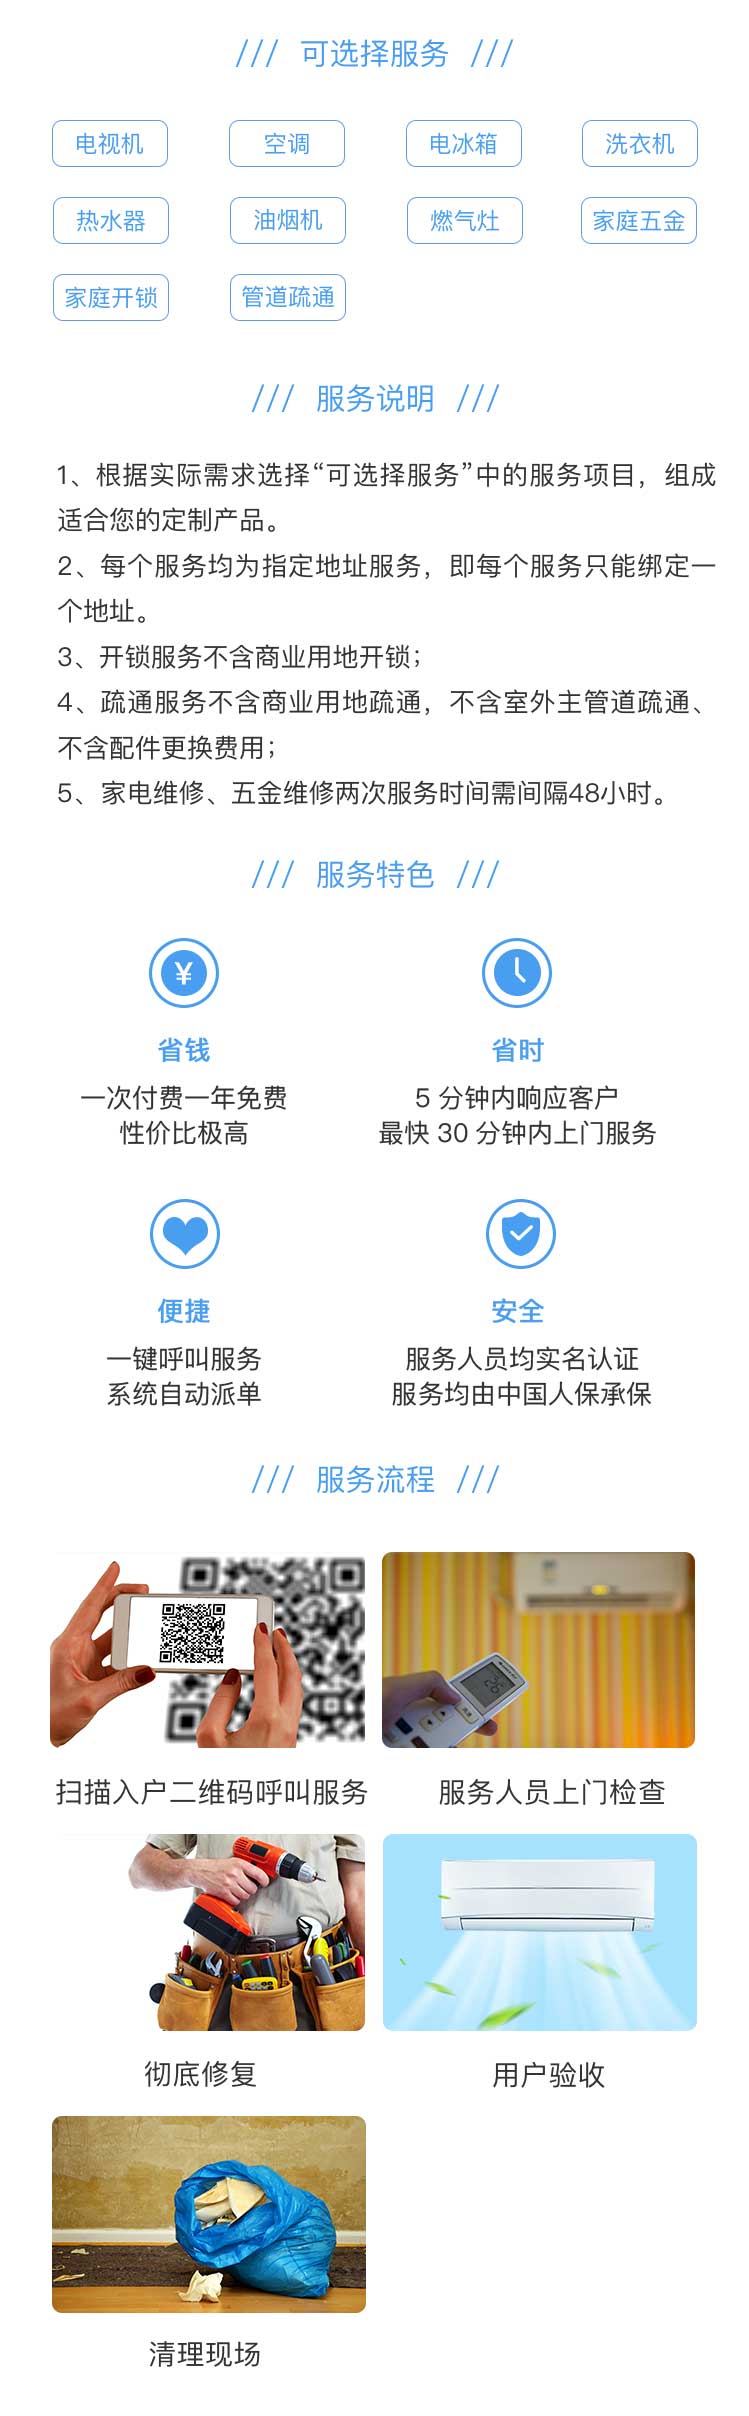 /// 可选择服务 ///
电视机 空调 电冰箱 洗衣机
热水器 油烟机 燃气灶 家庭五金
家庭开锁 管道疏通
/// 服务说明 ///
1、根据实际需求选择“可选择服务”中的服务项目，组成
适合您的定制产品。
2、每个服务均为指定地址服务，即每个服务只能绑定一
个地址。
3、开锁服务不含商业用地开锁；
4、疏通服务不含商业用地疏通，不含室外主管道疏通、
不含配件更换费用；
5、家电维修、五金维修两次服务时间需间隔48小时。
/// 服务特色 ///
¥
省钱
一次付费一年免费
性价比极高
省时
5 分钟内响应客户
最快 30 分钟内上门服务
便捷
一键呼叫服务
系统自动派单
安全
服务人员均实名认证
服务均由中国人保承保
/// 服务流程 ///
26
扫描入户二维码呼叫服务
服务人员上门检查
彻底修复
用户验收
清理现场